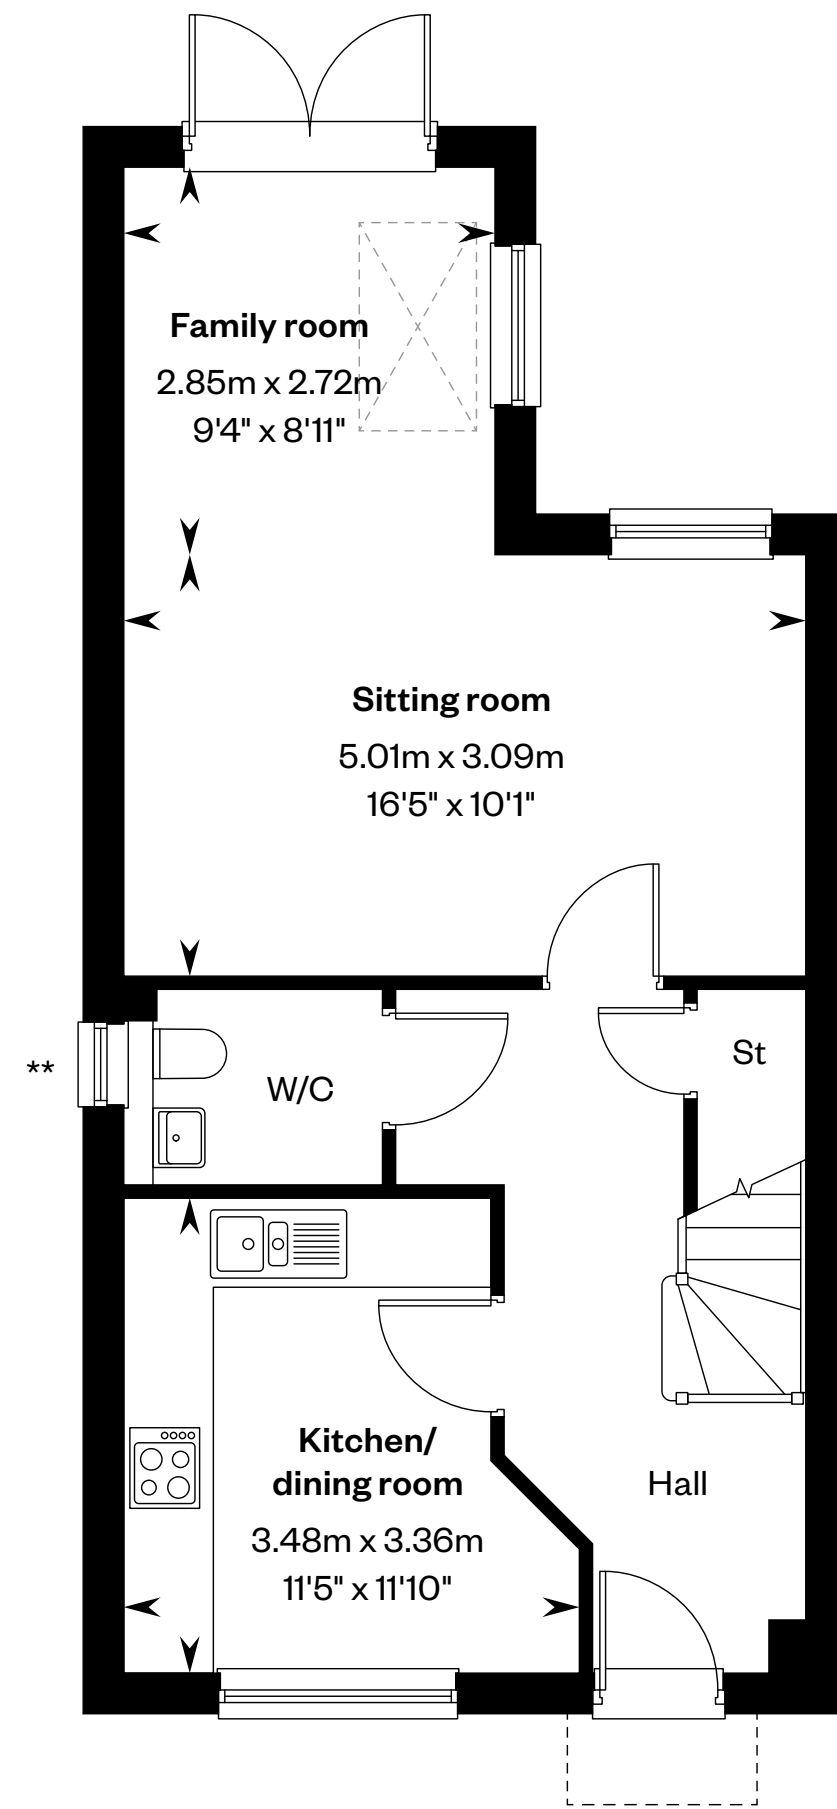 Family room
2.85m x 2.72m
9'4" x 8'11"
Sitting room
5.01m x 3.09m
16'5" x 10'1"
St
**
W/C
Kitchen/
dining room
3.48m x 3.36m
11'5" x 11'10"
Hall